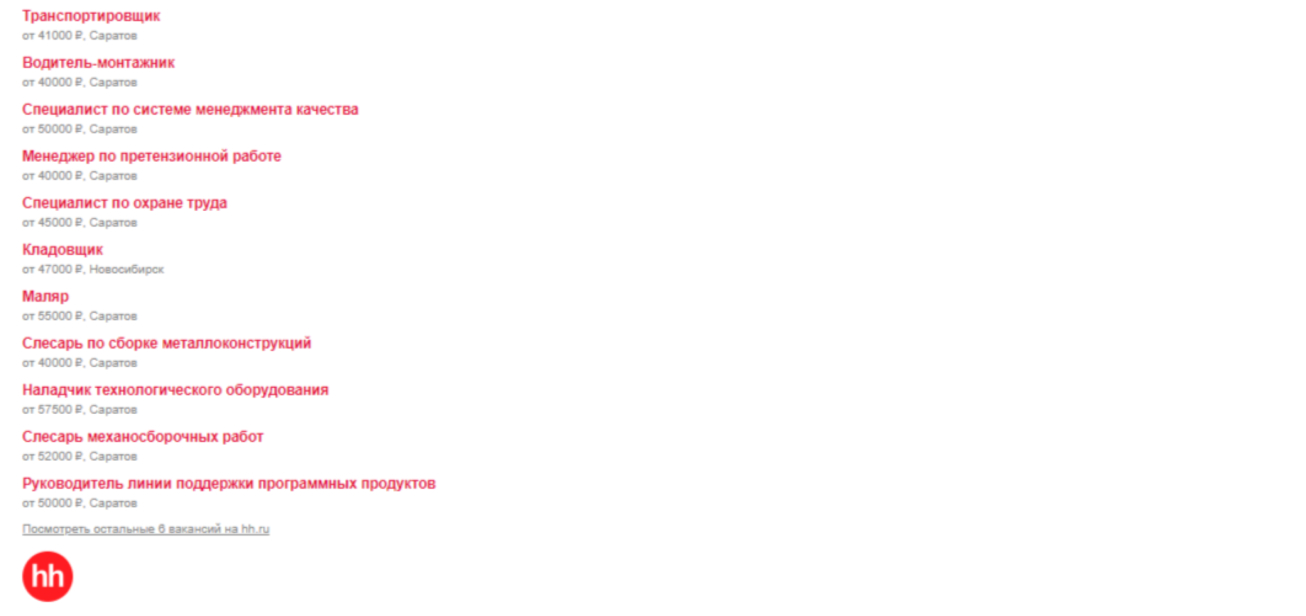 Транспортировщик
от 41000 ₽, Саратов
Водитель-монтажник
от 40000 ₽, Саратов
Специалист по системе менеджмента качества
от 50000 ₽, Саратов
Менеджер по претензионной работе
от 40000 ₽, Саратов
Специалист по охране труда
от 45000 ₽, Саратов
Кладовщик
от 47000 ₽, Новосибирск
Маляр
от 55000 ₽, Саратов
Слесарь по сборке металлоконструкций
от 40000 ₽, Саратов
Наладчик технологического оборудования
от 57500 ₽, Саратов
Слесарь механосборочных работ
от 52000 ₽, Саратов
Руководитель линии поддержки программных продуктов
от 50000 ₽, Саратов
Посмотреть остальные 6 вакансий на hh.ru
hh